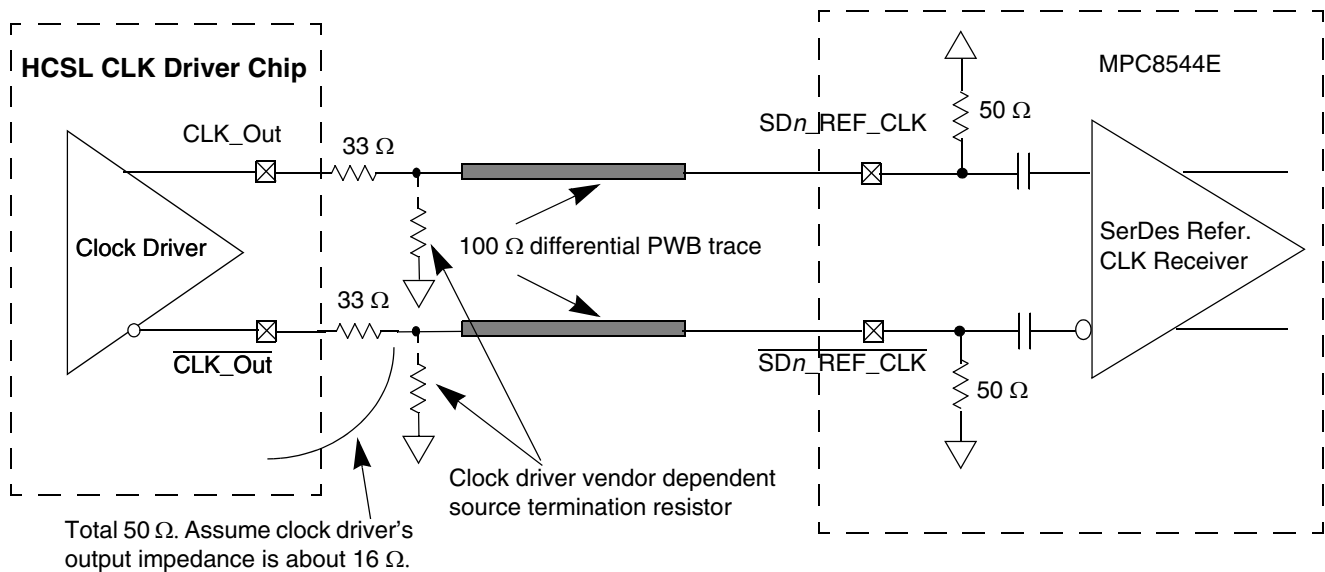 HCSL CLK Driver Chip
MPC8544E
CLK_Out
33 Ω
SDn_REF_CLK
50 Ω
Clock Driver
100 Ω differential PWB trace
SerDes Refer.
CLK Receiver
33 Ω
CLK_Out
SDn_REF_CLK
50 Ω
Clock driver vendor dependent
source termination resistor
Total 50 Ω. Assume clock driver's
output impedance is about 16 Ω.